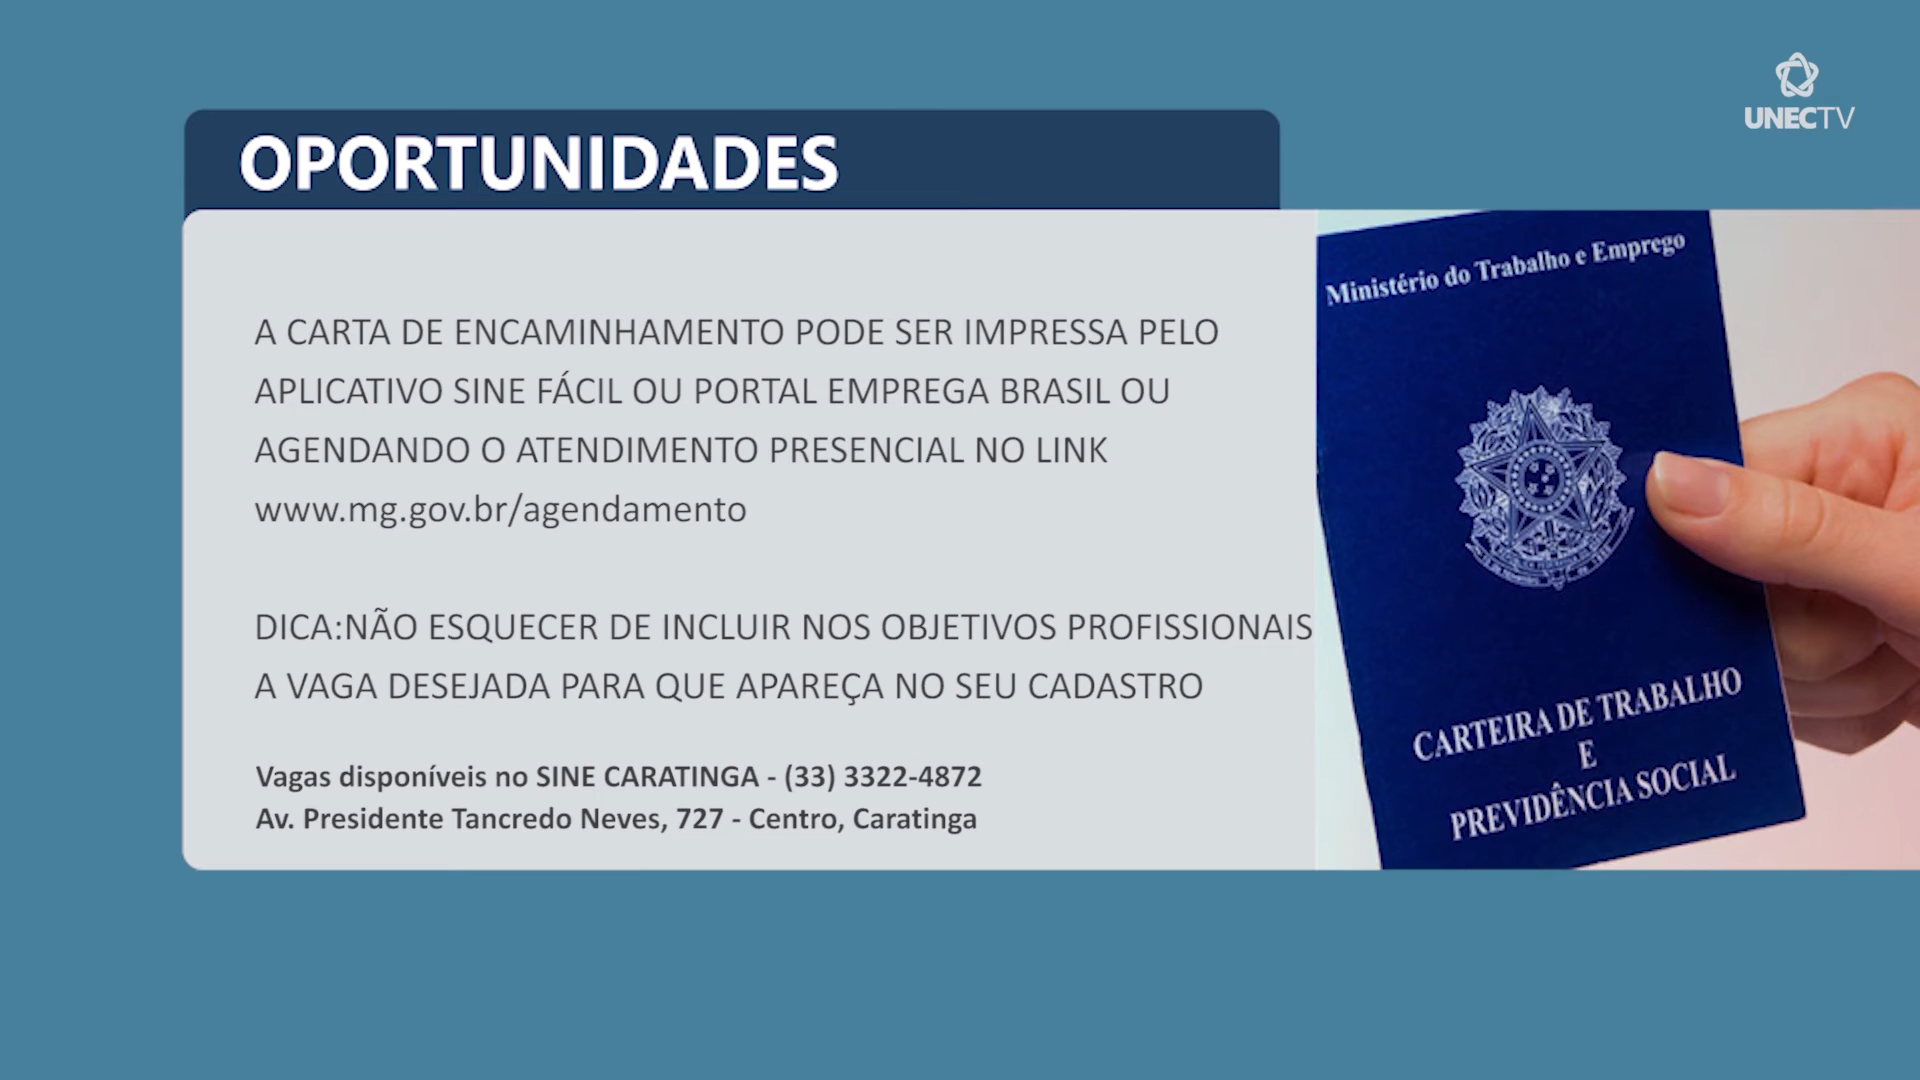 UNECTV
OPORTUNIDADES
A CARTA DE ENCAMINHAMENTO PODE SER IMPRESSA PELO
APLICATIVO SINE FÁCIL OU PORTAL EMPREGA BRASIL OU
AGENDANDO O ATENDIMENTO PRESENCIAL NO LINK
www.mg.gov.br/agendamento
DICA:NÃO ESQUECER DE INCLUIR NOS OBJETIVOS PROFISSIONAIS
A VAGA DESEJADA PARA QUE APAREÇA NO SEU CADASTRO
Vagas disponíveis no SINE CARATINGA - (33) 3322-4872
Av. Presidente Tancredo Neves, 727 - Centro, Caratinga
Ministério do Trabalho e Emprego
CARTEIRA DE TRABALHO
E
PREVIDÊNCIA SOCIAL